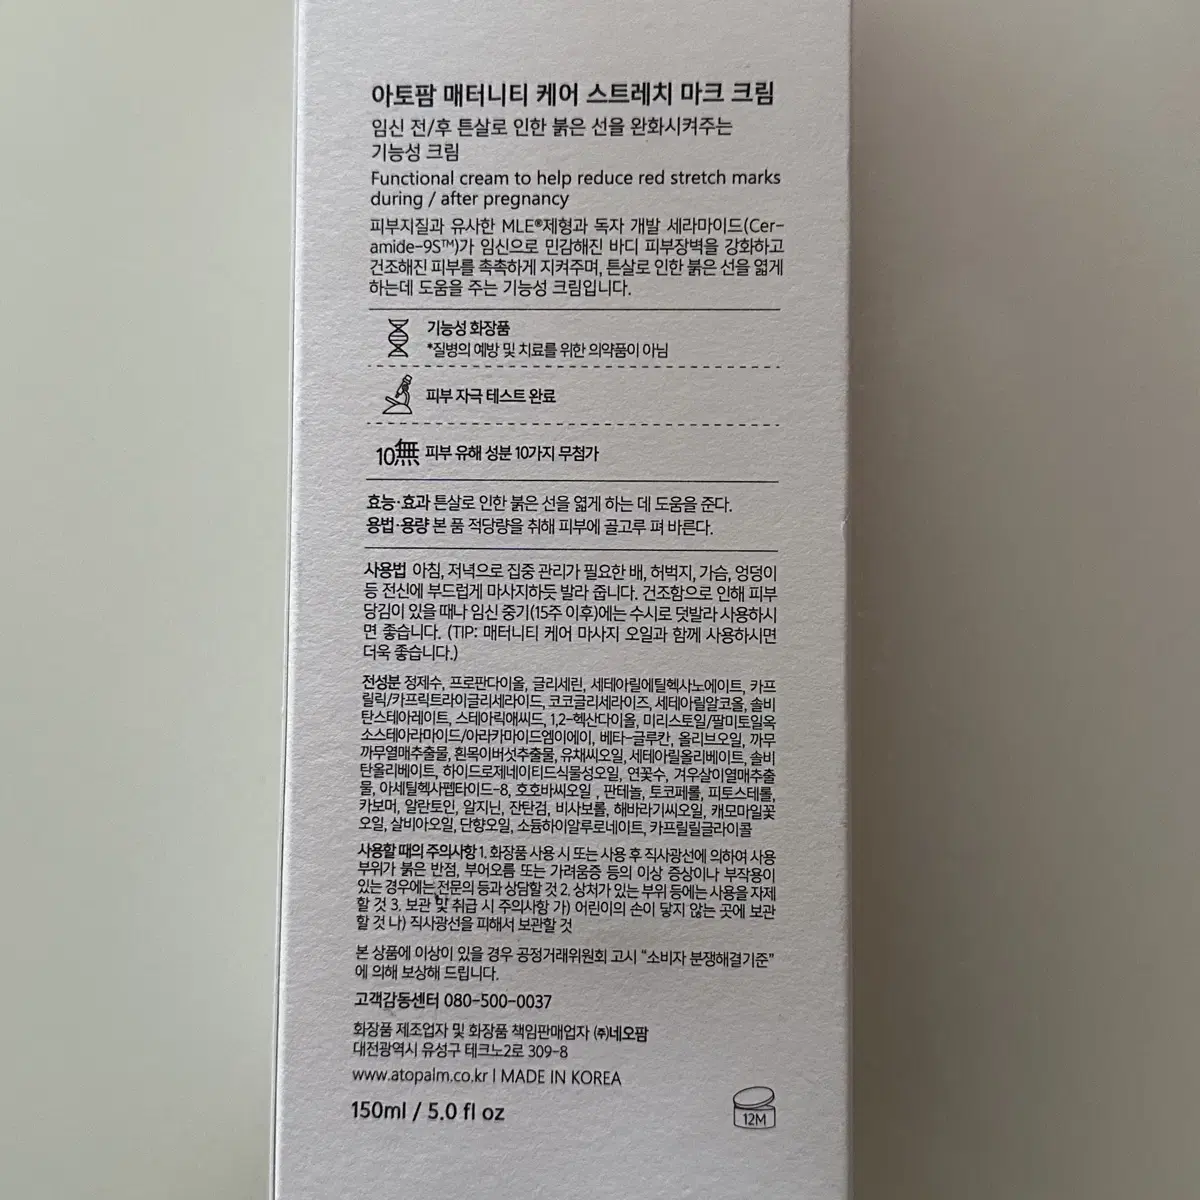 아토팜 매터니티 케어 스트레치 마크 크림
임신 전/후 튼살로 인한 붉은 선을 완화시켜주는
기능성 크림
Functional cream to help reduce red stretch marks
during / after pregnancy
피부지질과 유사한 MLE®제형과 독자 개발 세라마이드(Cer-
amide-9S™)가 임신으로 민감해진 바디 피부장벽을 강화하고
건조해진 피부를 촉촉하게 지켜주며, 튼살로 인한 붉은 선을 엷게
하는데 도움을 주는 기능성 크림입니다.
기능성 화장품
*질병의 예방 및 치료를 위한 의약품이 아님
피부 자극 테스트 완료
10無 피부 유해 성분 10가지 무첨가
효능·효과 튼살로 인한 붉은 선을 엷게 하는 데 도움을 준다.
용법·용량 본 품 적당량을 취해 피부에 골고루 펴 바른다.
사용법 아침, 저녁으로 집중 관리가 필요한 배, 허벅지, 가슴, 엉덩이
등 전신에 부드럽게 마사지하듯 발라 줍니다. 건조함으로 인해 피부
당김이 있을 때나 임신 중기(15주 이후)에는 수시로 덧발라 사용하시
면 좋습니다. (TIP: 매터니티 케어 마사지 오일과 함께 사용하시면
더욱 좋습니다.)
전성분 정제수, 프로판다이올, 글리세린, 세테아릴에틸헥사노에이트, 카프
릴릭/카프릭트라이글리세라이드, 코코글리세라이즈, 세테아릴알코올, 솔비
탄스테아레이트, 스테아릭애씨드, 1,2-헥산다이올, 미리스토일/팔미토일옥
소스테아라마이드/아라카마이드엠이에이, 베타-글루칸, 올리브오일, 까무
까무열매추출물, 흰목이버섯추출물, 유채씨오일, 세테아릴올리베이트, 솔비
탄올리베이트, 하이드로제네이티드식물성오일, 연꽃수, 겨우살이열매추출
물, 아세틸헥사펩타이드-8, 호호바씨오일 , 판테놀, 토코페롤, 피토스테롤,
카보머, 알란토인, 알지닌, 잔탄검, 비사보롤, 해바라기씨오일, 캐모마일꽃
오일, 살비아오일, 단향오일, 소듐하이알루로네이트, 카프릴릴글라이콜
사용할 때의 주의사항 1. 화장품 사용 시 또는 사용 후 직사광선에 의하여 사용
부위가 붉은 반점, 부어오름 또는 가려움증 등의 이상 증상이나 부작용이
있는 경우에는 전문의 등과 상담할 것 2. 상처가 있는 부위 등에는 사용을 자제
할 것 3. 보관 및 취급 시 주의사항 가) 어린이의 손이 닿지 않는 곳에 보관
할 것 나) 직사광선을 피해서 보관할 것
본 상품에 이상이 있을 경우 공정거래위원회 고시 "소비자 분쟁해결기준"
에 의해 보상해 드립니다.
고객감동센터 080-500-0037
화장품 제조업자 및 화장품 책임판매업자 ㈜네오팜
대전광역시 유성구 테크노2로 309-8
www.atopalm.co.kr | MADE IN KOREA
150ml / 5.0 fl oz
12M